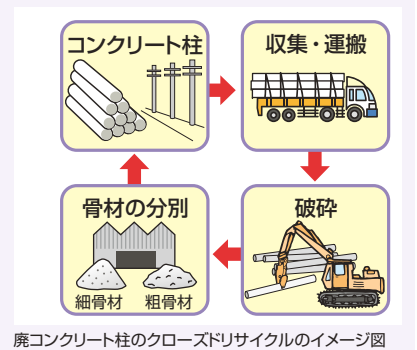 コンクリート柱
収集・運搬
骨材の分別
細骨材 粗骨材
破砕
廃コンクリート柱のクローズドリサイクルのイメージ図